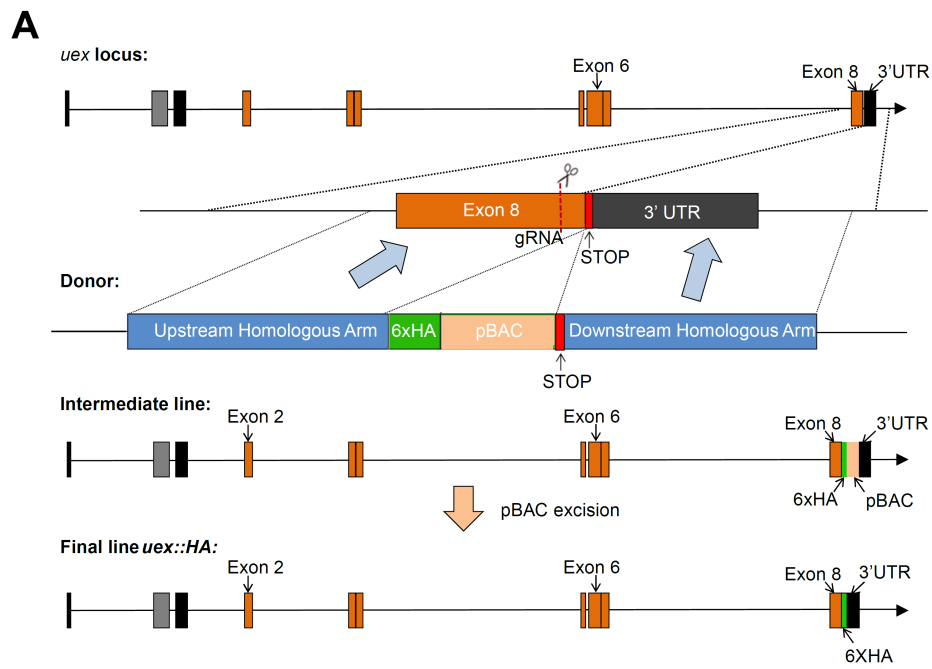 A
uex locus:
Exon 6
Exon 8
3'UTR
Exon 8
3' UTR
gRNA
STOP
Donor:
Upstream Homologous Arm
6xHA
pBAC
Downstream Homologous Arm
STOP
Intermediate line:
Exon 2
Exon 6
Exon 8
3'UTR
6xHA
pBAC
pBAC excision
Final line uex::HA:
Exon 2
Exon 6
Exon 8
3'UTR
6XHA